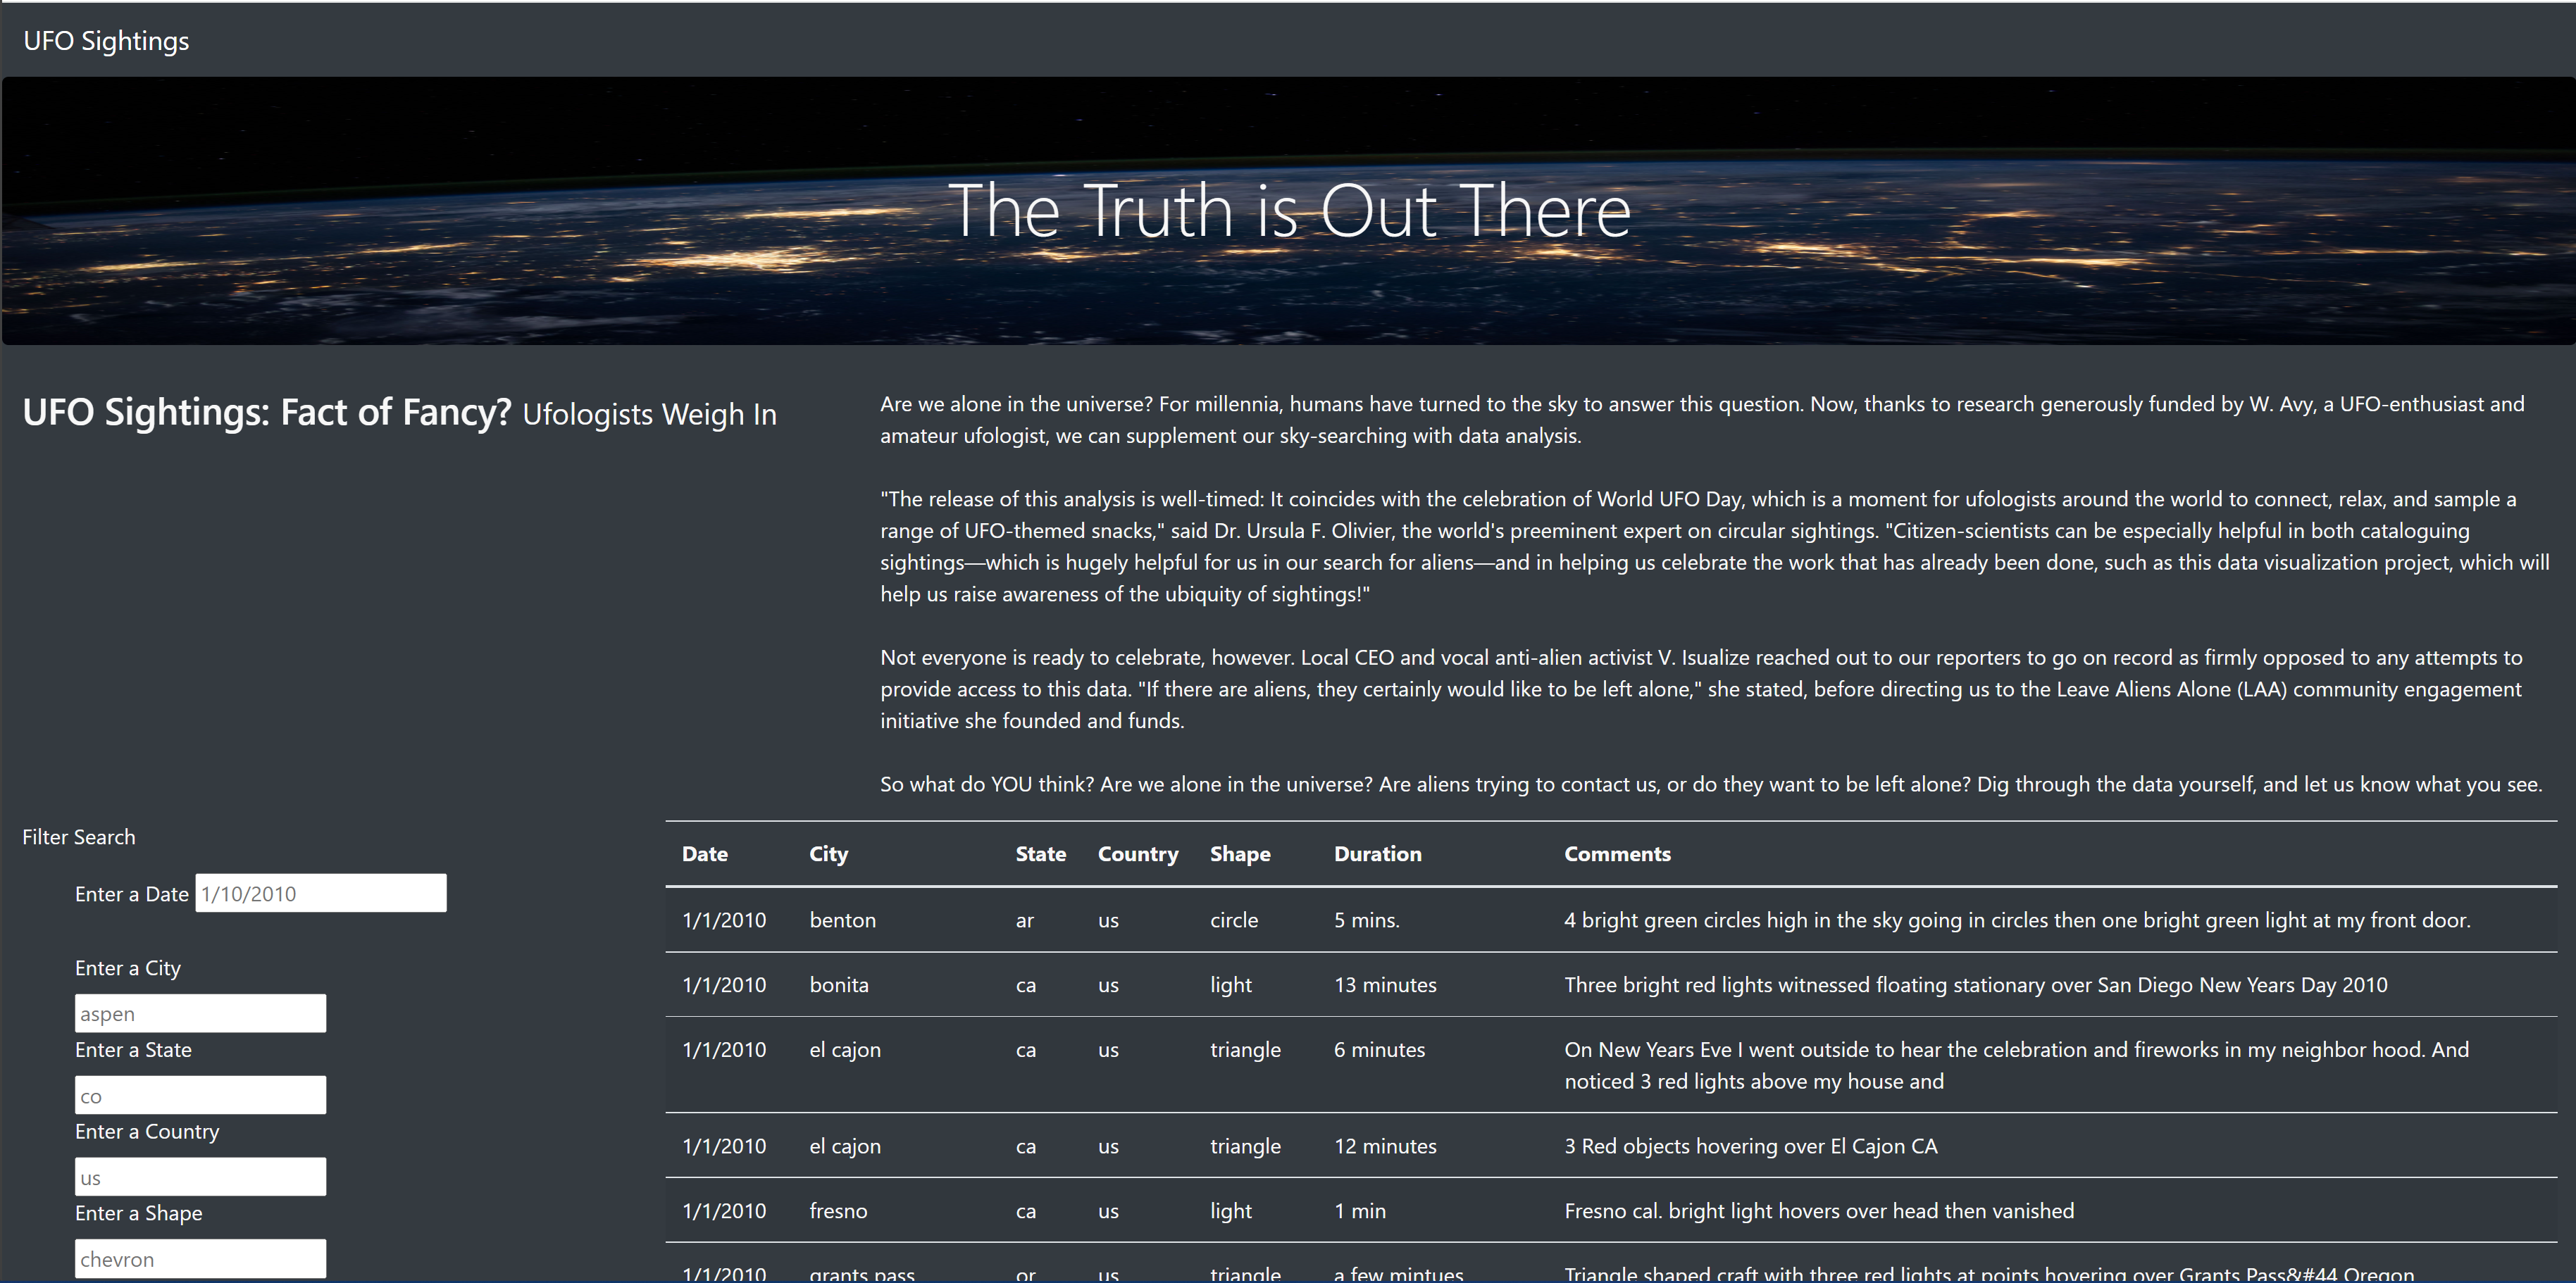 UFO Sightings
The Truth is Out There
UFO Sightings: Fact of Fancy? Ufologists Weigh In
Are we alone in the universe? For millennia, humans have turned to the sky to answer this question. Now, thanks to research generously funded by W. Avy, a UFO-enthusiast and
amateur ufologist, we can supplement our sky-searching with data analysis.
"The release of this analysis is well-timed: It coincides with the celebration of World UFO Day, which is a moment for ufologists around the world to connect, relax, and sample a
range of UFO-themed snacks," said Dr. Ursula F. Olivier, the world's preeminent expert on circular sightings. "Citizen-scientists can be especially helpful in both cataloguing
sightings—which is hugely helpful for us in our search for aliens—and in helping us celebrate the work that has already been done, such as this data visualization project, which will
help us raise awareness of the ubiquity of sightings!"
Not everyone is ready to celebrate, however. Local CEO and vocal anti-alien activist V. Isualize reached out to our reporters to go on record as firmly opposed to any attempts to
provide access to this data. "If there are aliens, they certainly would like to be left alone," she stated, before directing us to the Leave Aliens Alone (LAA) community engagement
initiative she founded and funds.
So what do YOU think? Are we alone in the universe? Are aliens trying to contact us, or do they want to be left alone? Dig through the data yourself, and let us know what you see.
Filter Search
Enter a Date 1/10/2010
Enter a City
aspen
Enter a State
co
Enter a Country
us
Enter a Shape
chevron
Date City State Country Shape Duration Comments
1/1/2010 benton ar us circle 5 mins. 4 bright green circles high in the sky going in circles then one bright green light at my front door.
1/1/2010 bonita ca us light 13 minutes Three bright red lights witnessed floating stationary over San Diego New Years Day 2010
1/1/2010 el cajon ca us triangle 6 minutes On New Years Eve I went outside to hear the celebration and fireworks in my neighbor hood. And
noticed 3 red lights above my house and
1/1/2010 el cajon ca us triangle 12 minutes 3 Red objects hovering over El Cajon CA
1/1/2010 fresno ca us light 1 min Fresno cal. bright light hovers over head then vanished
1/1/2010 grants pass or us triangle a few mintues Triangle shaped craft with three red lights at points hovering over Grants Pass&#44 Oregon